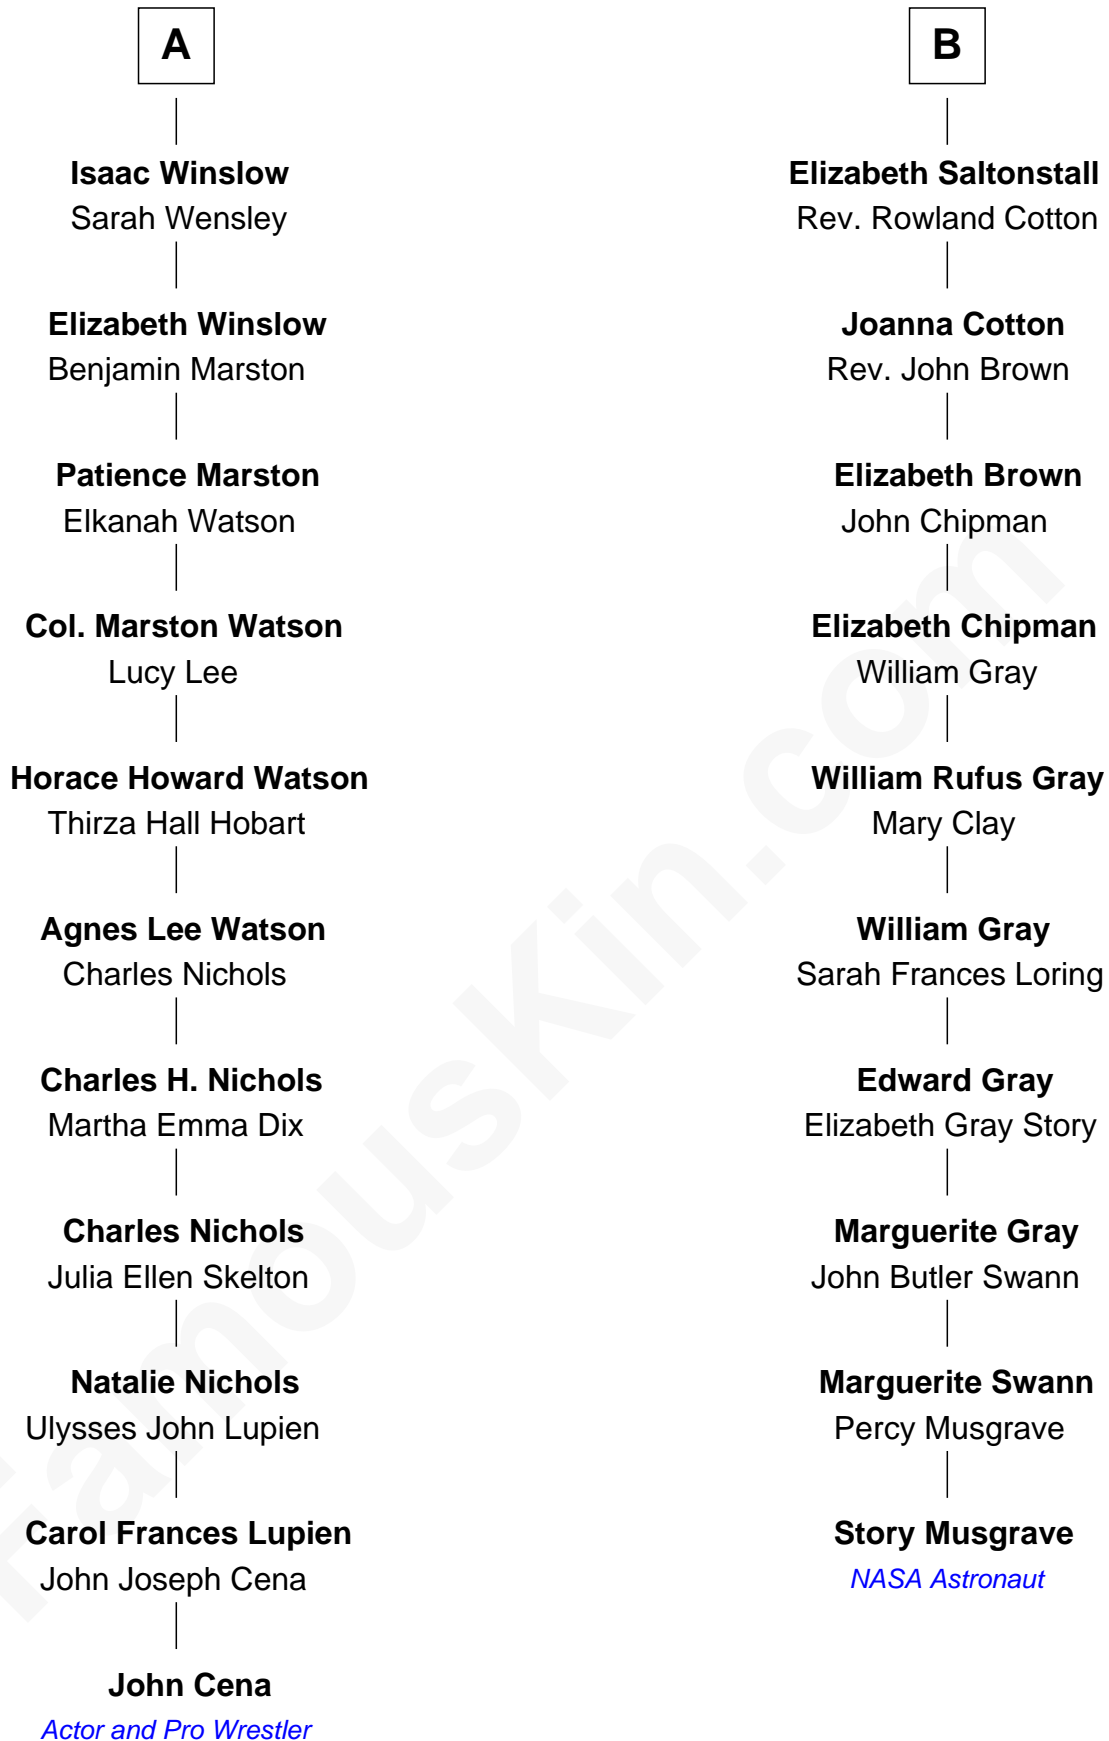 A
Isaac Winslow
Sarah Wensley
Elizabeth Winslow
Benjamin Marston
Patience Marston
Elkanah Watson
Col. Marston Watson
Lucy Lee
Horace Howard Watson
Thirza Hall Hobart
Agnes Lee Watson
Charles Nichols
Charles H. Nichols
Martha Emma Dix
Charles Nichols
Julia Ellen Skelton
Natalie Nichols
Ulysses John Lupien
Carol Frances Lupien
John Joseph Cena
John Cena
Actor and Pro Wrestler
B
Elizabeth Saltonstall
Rev. Rowland Cotton
Joanna Cotton
Rev. John Brown
Elizabeth Brown
John Chipman
Elizabeth Chipman
William Gray
William Rufus Gray
Mary Clay
William Gray
Sarah Frances Loring
Edward Gray
Elizabeth Gray Story
Marguerite Gray
John Butler Swann
Marguerite Swann
Percy Musgrave
Story Musgrave
NASA Astronaut
FamousKin.com